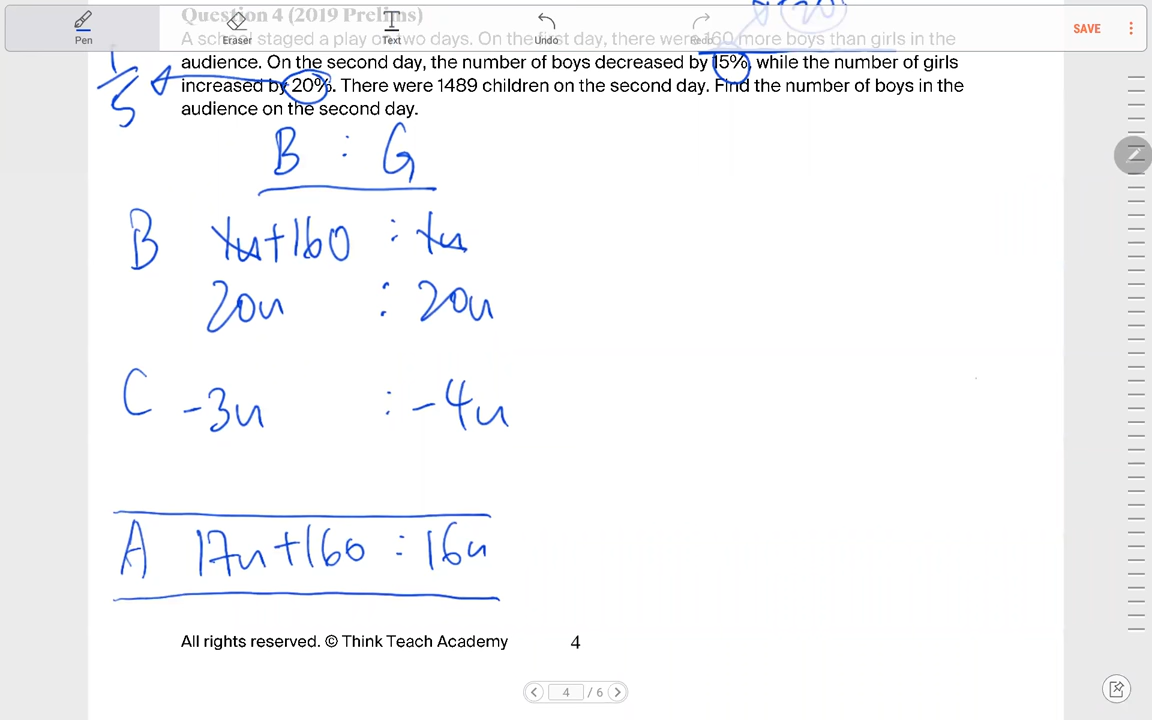 Question 4 (2019 Prelims)
Pen
Eraser
Text
Undo
SAVE
A school staged a play on two days. On the first day, there were 160 more boys than girls in the
audience. On the second day, the number of boys decreased by 15%, while the number of girls
increased by 20%. There were 1489 children on the second day. Find the number of boys in the
audience on the second day.
1/5
B : G
B 1u+160 : 1u
20u : 20u
C -3u : -4u
A 17u+160 : 16u
All rights reserved. © Think Teach Academy 4
4 / 6